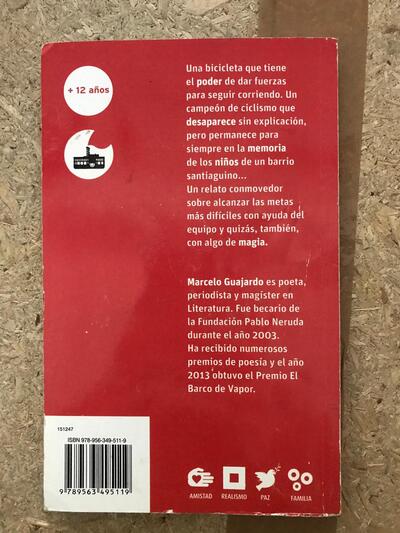 + 12 años
Una bicicleta que tiene
el poder de dar fuerzas
para seguir corriendo. Un
campeón de ciclismo que
desaparece sin explicación,
pero permanece para
siempre en la memoria
de los niños de un barrio
santiaguino...
Un relato conmovedor
sobre alcanzar las metas
más difíciles con ayuda del
equipo y quizás, también,
con algo de magia.
Marcelo Guajardo es poeta,
periodista y magíster en
Literatura. Fue becario de
la Fundación Pablo Neruda
durante el año 2003.
Ha recibido numerosos
premios de poesía y el año
2013 obtuvo el Premio El
Barco de Vapor.
151247
ISBN 978-956-349-511-9
9 789563 495119
AMISTAD
REALISMO
PAZ
FAMILIA